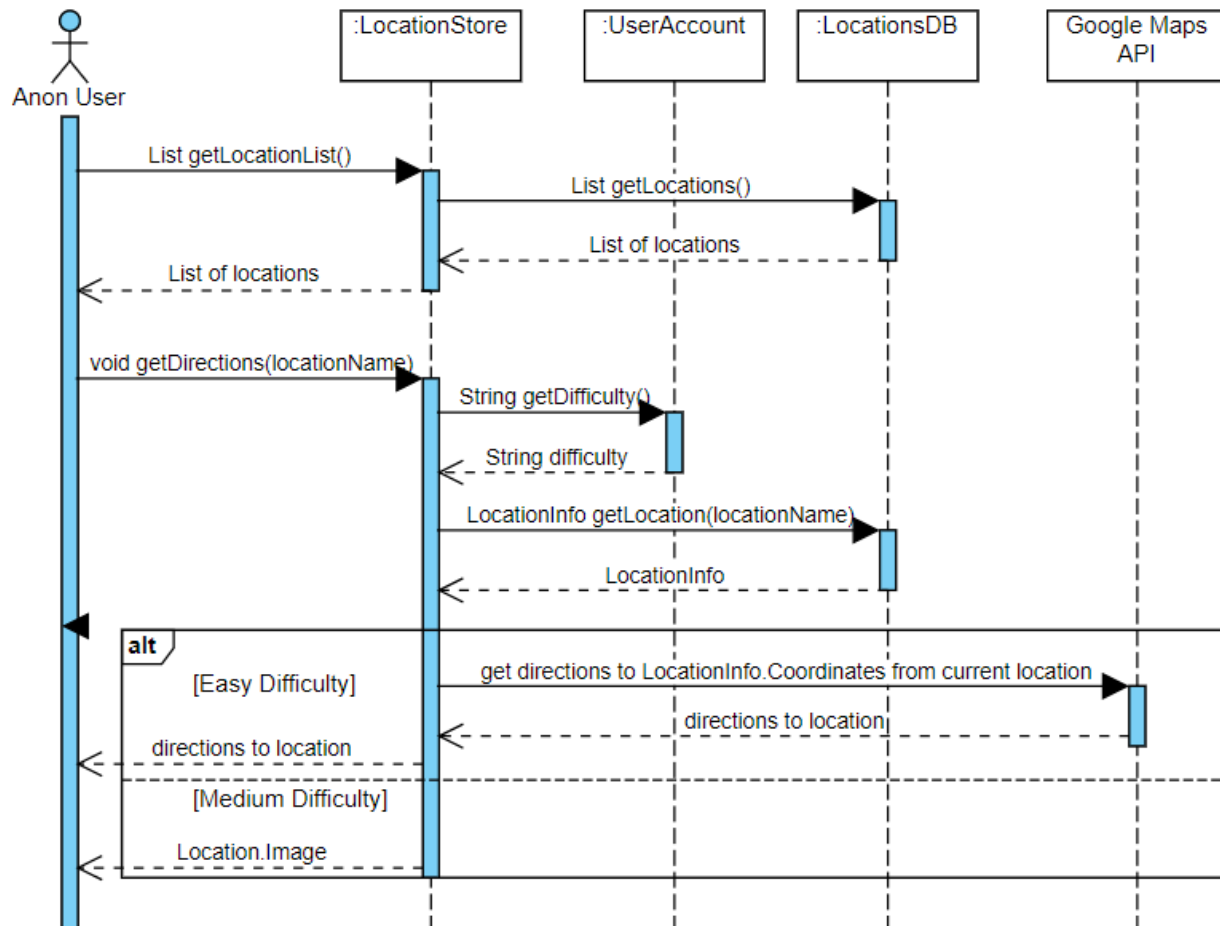 :LocationStore
:UserAccount
:LocationsDB
Google Maps
API
Anon User
List getLocationList()
List getLocations()
List of locations
List of locations
void getDirections(locationName)
String getDifficulty()
String difficulty
LocationInfo getLocation(locationName)
LocationInfo
alt
[Easy Difficulty]
get directions to LocationInfo.Coordinates from current location
directions to location
directions to location
[Medium Difficulty]
Location.Image